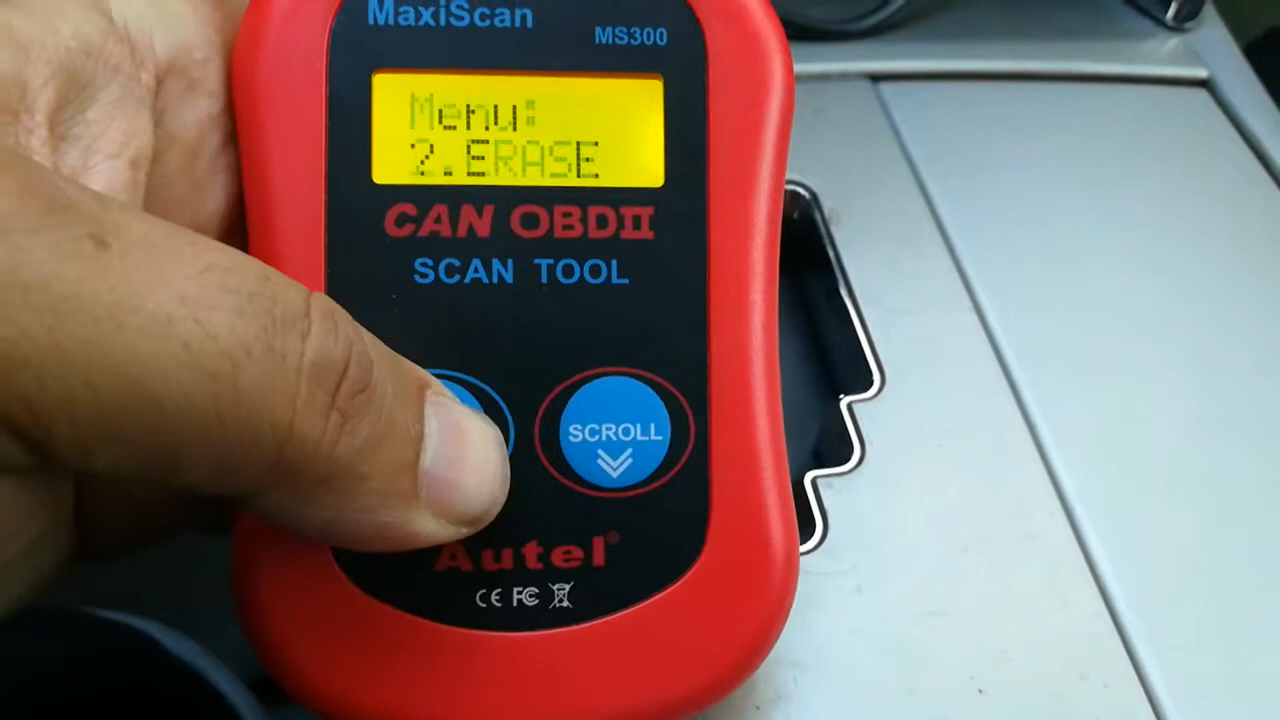 MaxiScan
MS300
Menu:
2.ERASE
CAN OBDII
SCAN TOOL
SCROLL
Autel®
CE FC